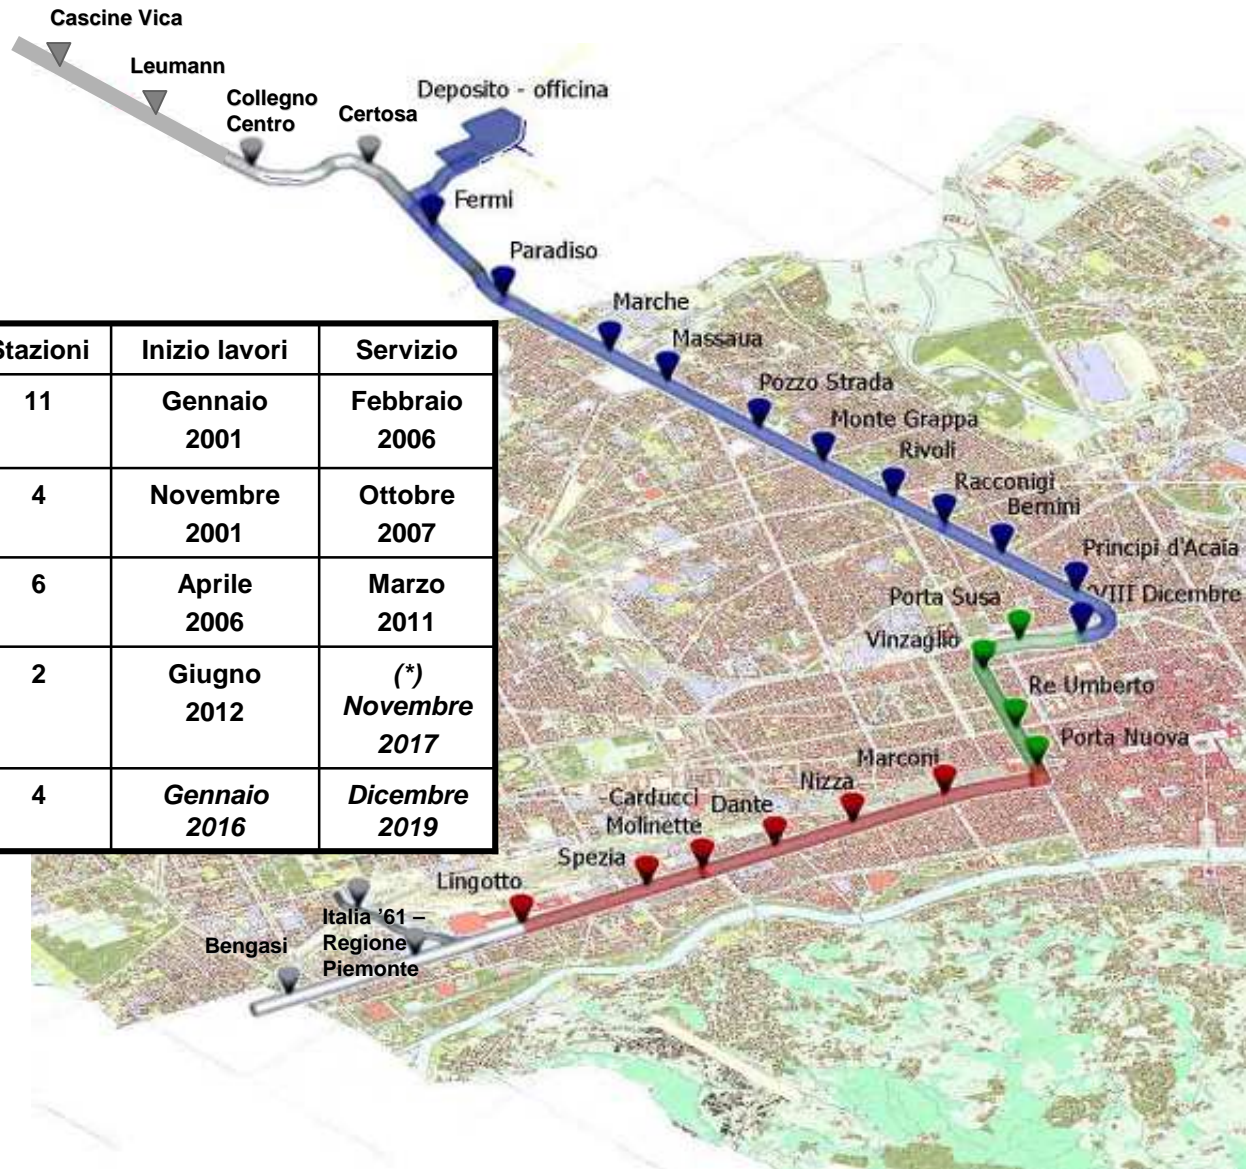 Cascine Vica
Leumann
Collegno
Centro
Certosa
Deposito - officina
Fermi
Paradiso
Marche
Massaua
Pozzo Strada
Monte Grappa
Rivoli
Racconigi
Bernini
Principi d'Acaia
XVIII Dicembre
Porta Susa
Vinzaglio
Re Umberto
Porta Nuova
Marconi
Nizza
Dante
Carducci
Molinette
Spezia
Lingotto
Italia '61 –
Regione
Piemonte
Bengasi
Stazioni Inizio lavori Servizio
11 Gennaio 2001 Febbraio 2006
4 Novembre 2001 Ottobre 2007
6 Aprile 2006 Marzo 2011
2 Giugno 2012 (*) Novembre 2017
4 Gennaio 2016 Dicembre 2019